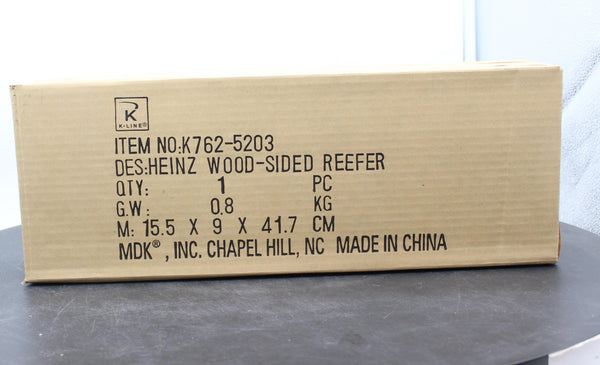 K
K-LINE®
ITEM NO:K762-5203
DES:HEINZ WOOD-SIDED REEFER
QTY: 1 PC
G.W: 0.8 KG
M: 15.5 X 9 X 41.7 CM
MDK®, INC. CHAPEL HILL, NC MADE IN CHINA